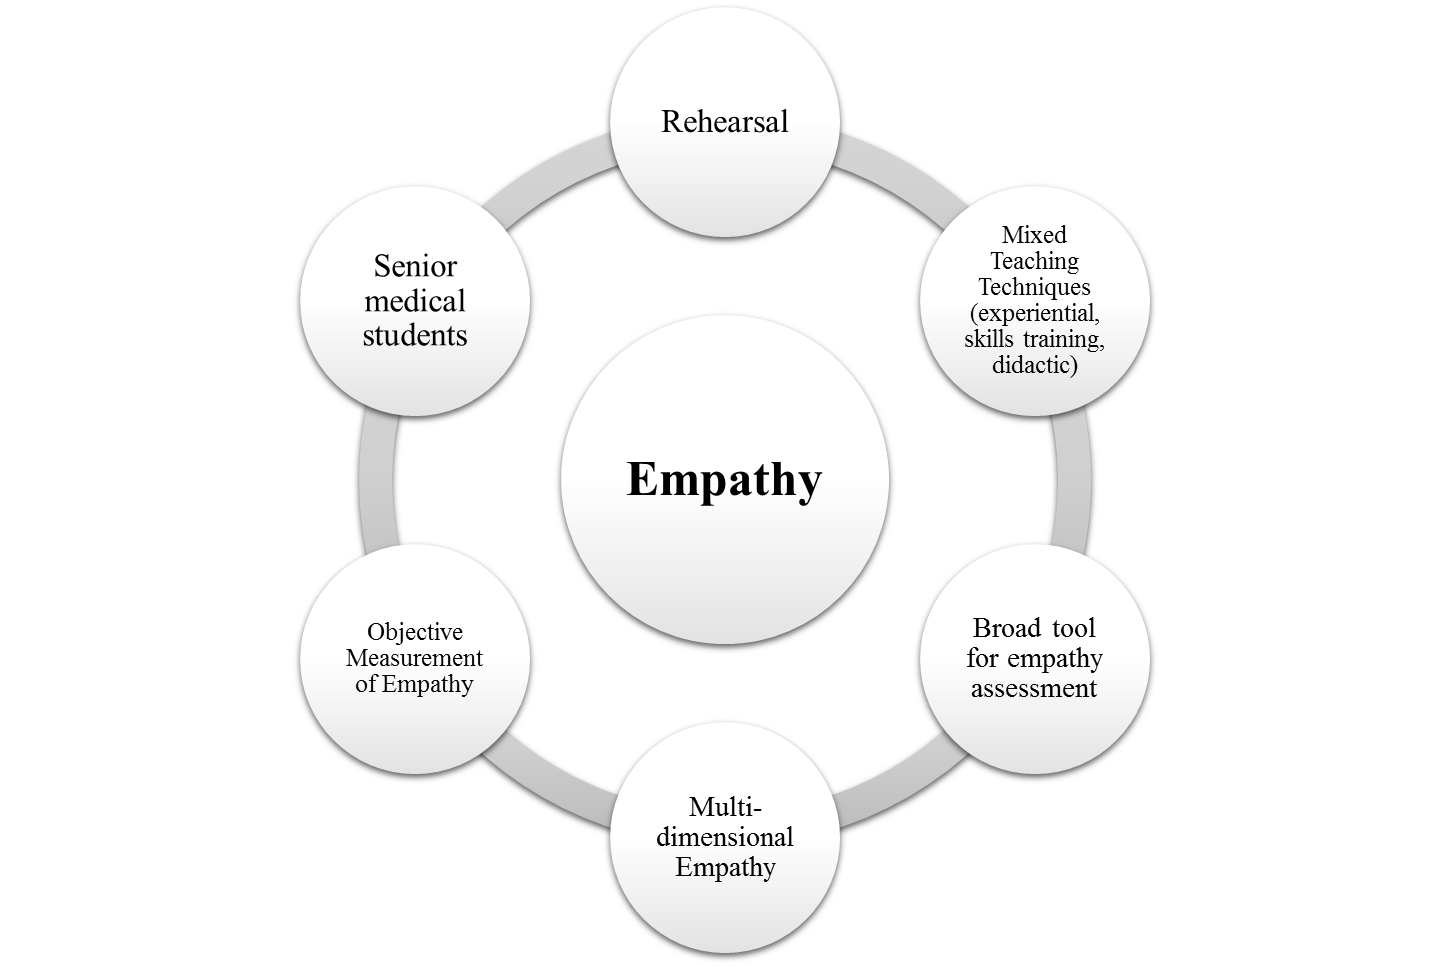 Rehearsal
Mixed
Teaching
Techniques
(experiential,
skills training,
didactic)
Broad tool
for empathy
assessment
Multi-
dimensional
Empathy
Objective
Measurement
of Empathy
Senior
medical
students
Empathy